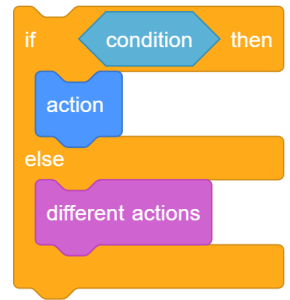 if condition then
action
else
different actions